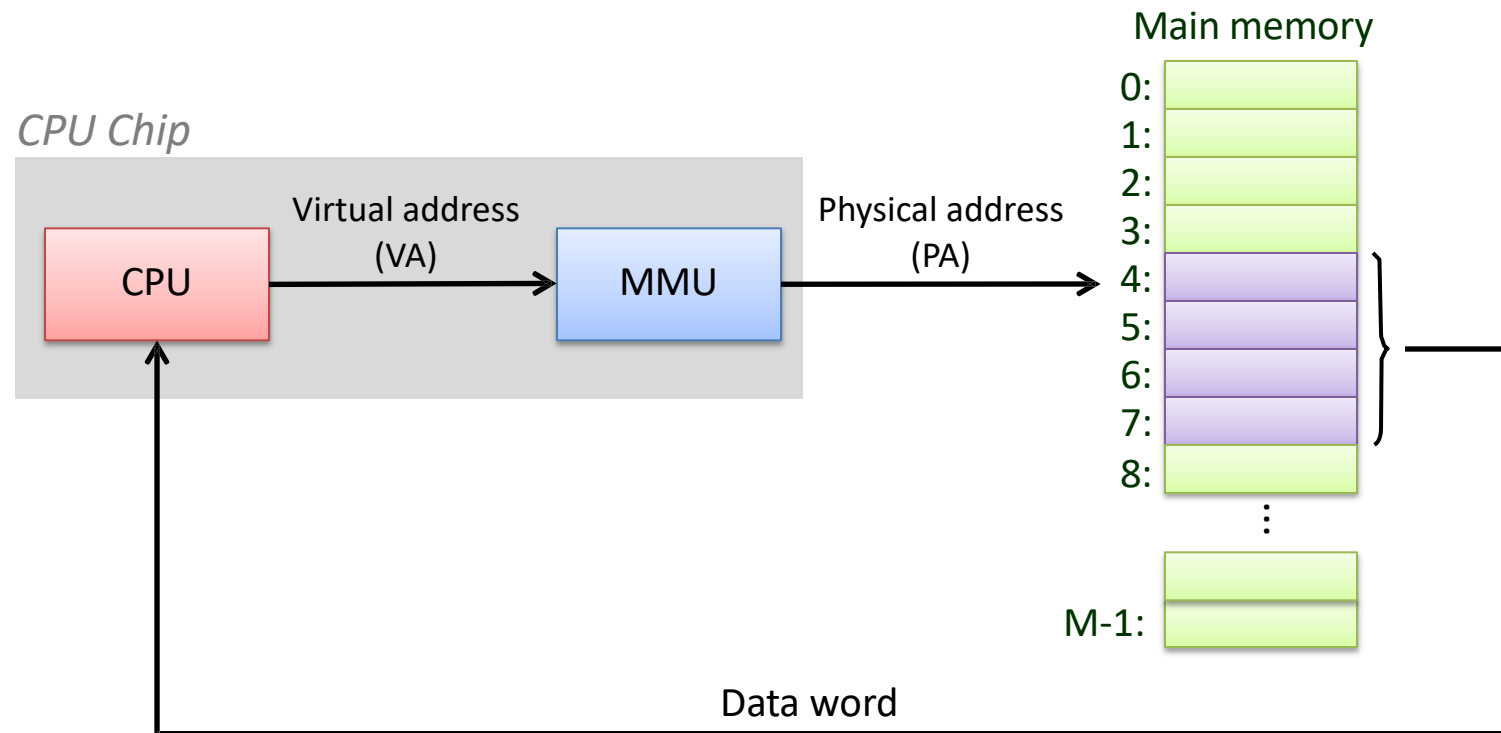 Main memory
0:
CPU Chip
1:
2:
Virtual address
(VA)
Physical address
(PA)
3:
CPU
MMU
4:
5:
6:
7:
8:
...
M-1:
Data word